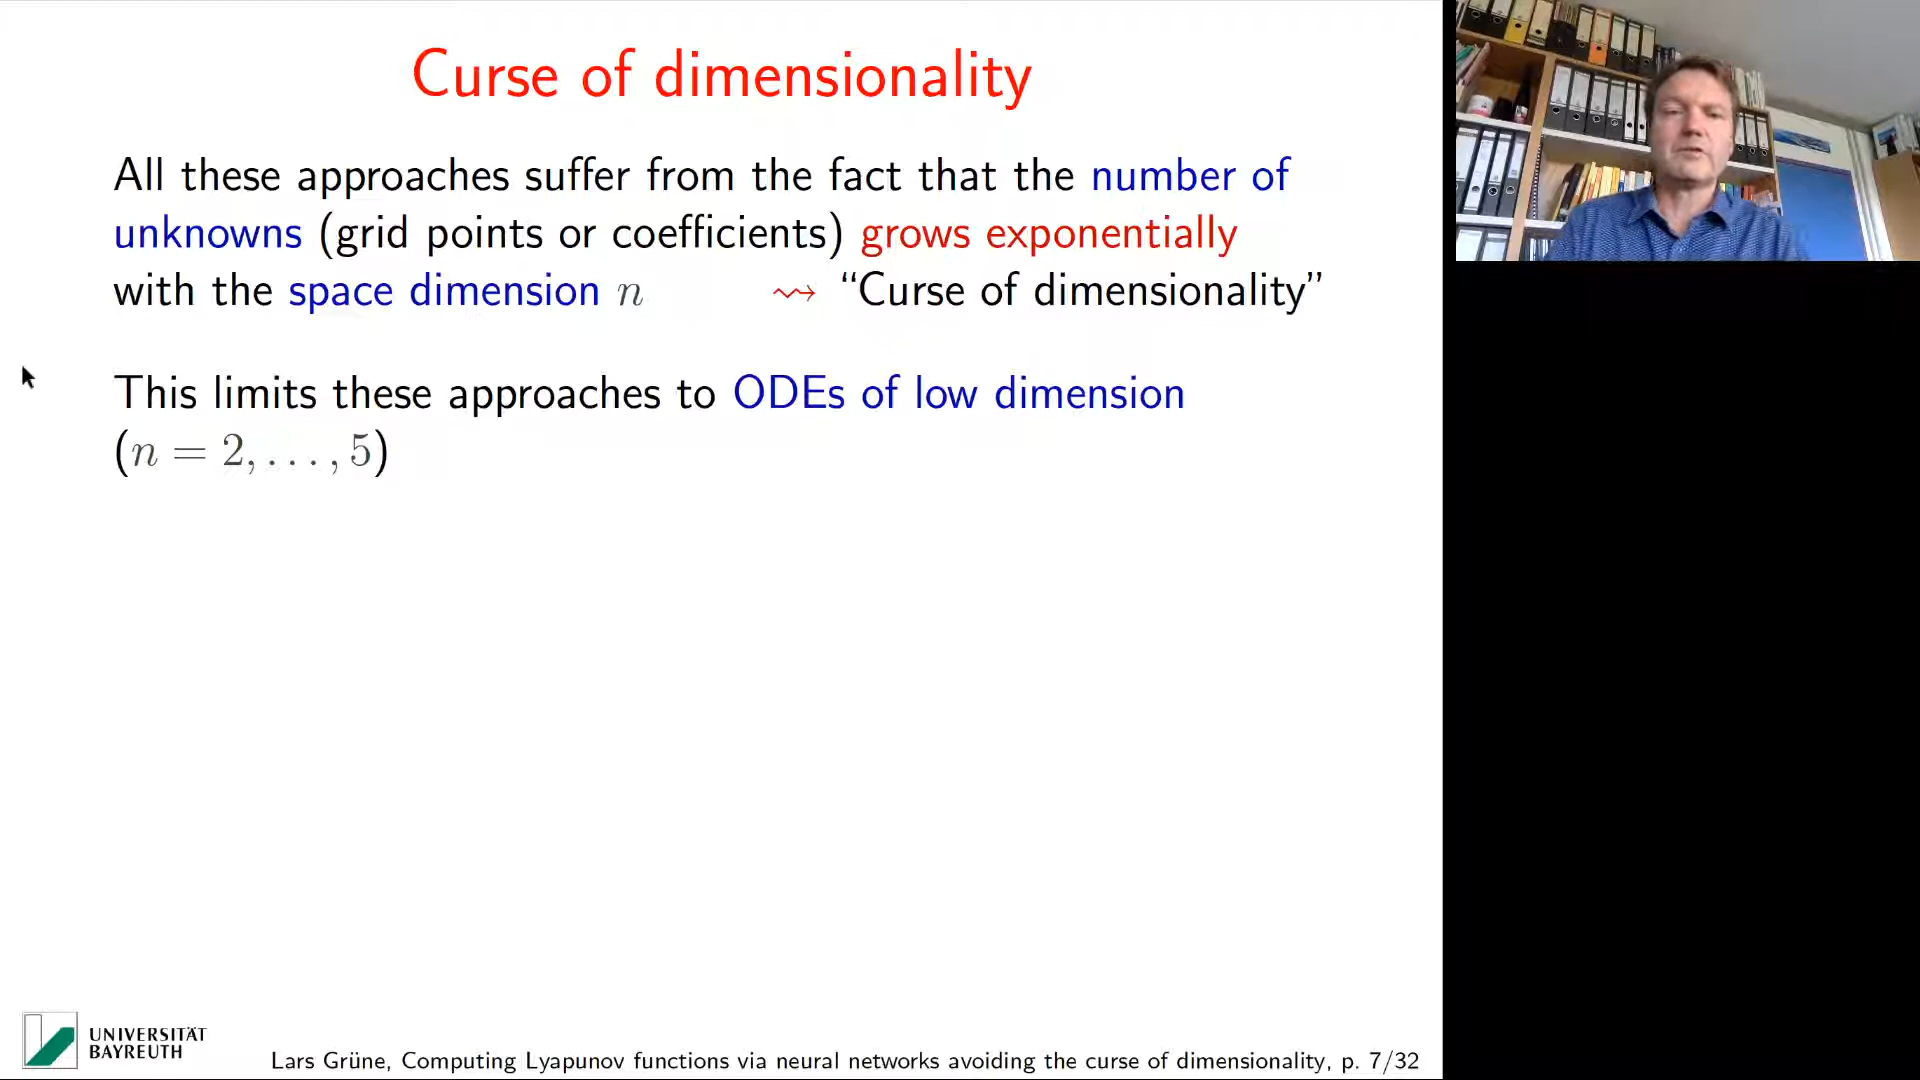 Curse of dimensionality
All these approaches suffer from the fact that the number of
unknowns (grid points or coefficients) grows exponentially
with the space dimension n ⇝ “Curse of dimensionality”
This limits these approaches to ODEs of low dimension
(n = 2, . . . , 5)
UNIVERSITÄT
BAYREUTH
Lars Grüne, Computing Lyapunov functions via neural networks avoiding the curse of dimensionality, p. 7/32